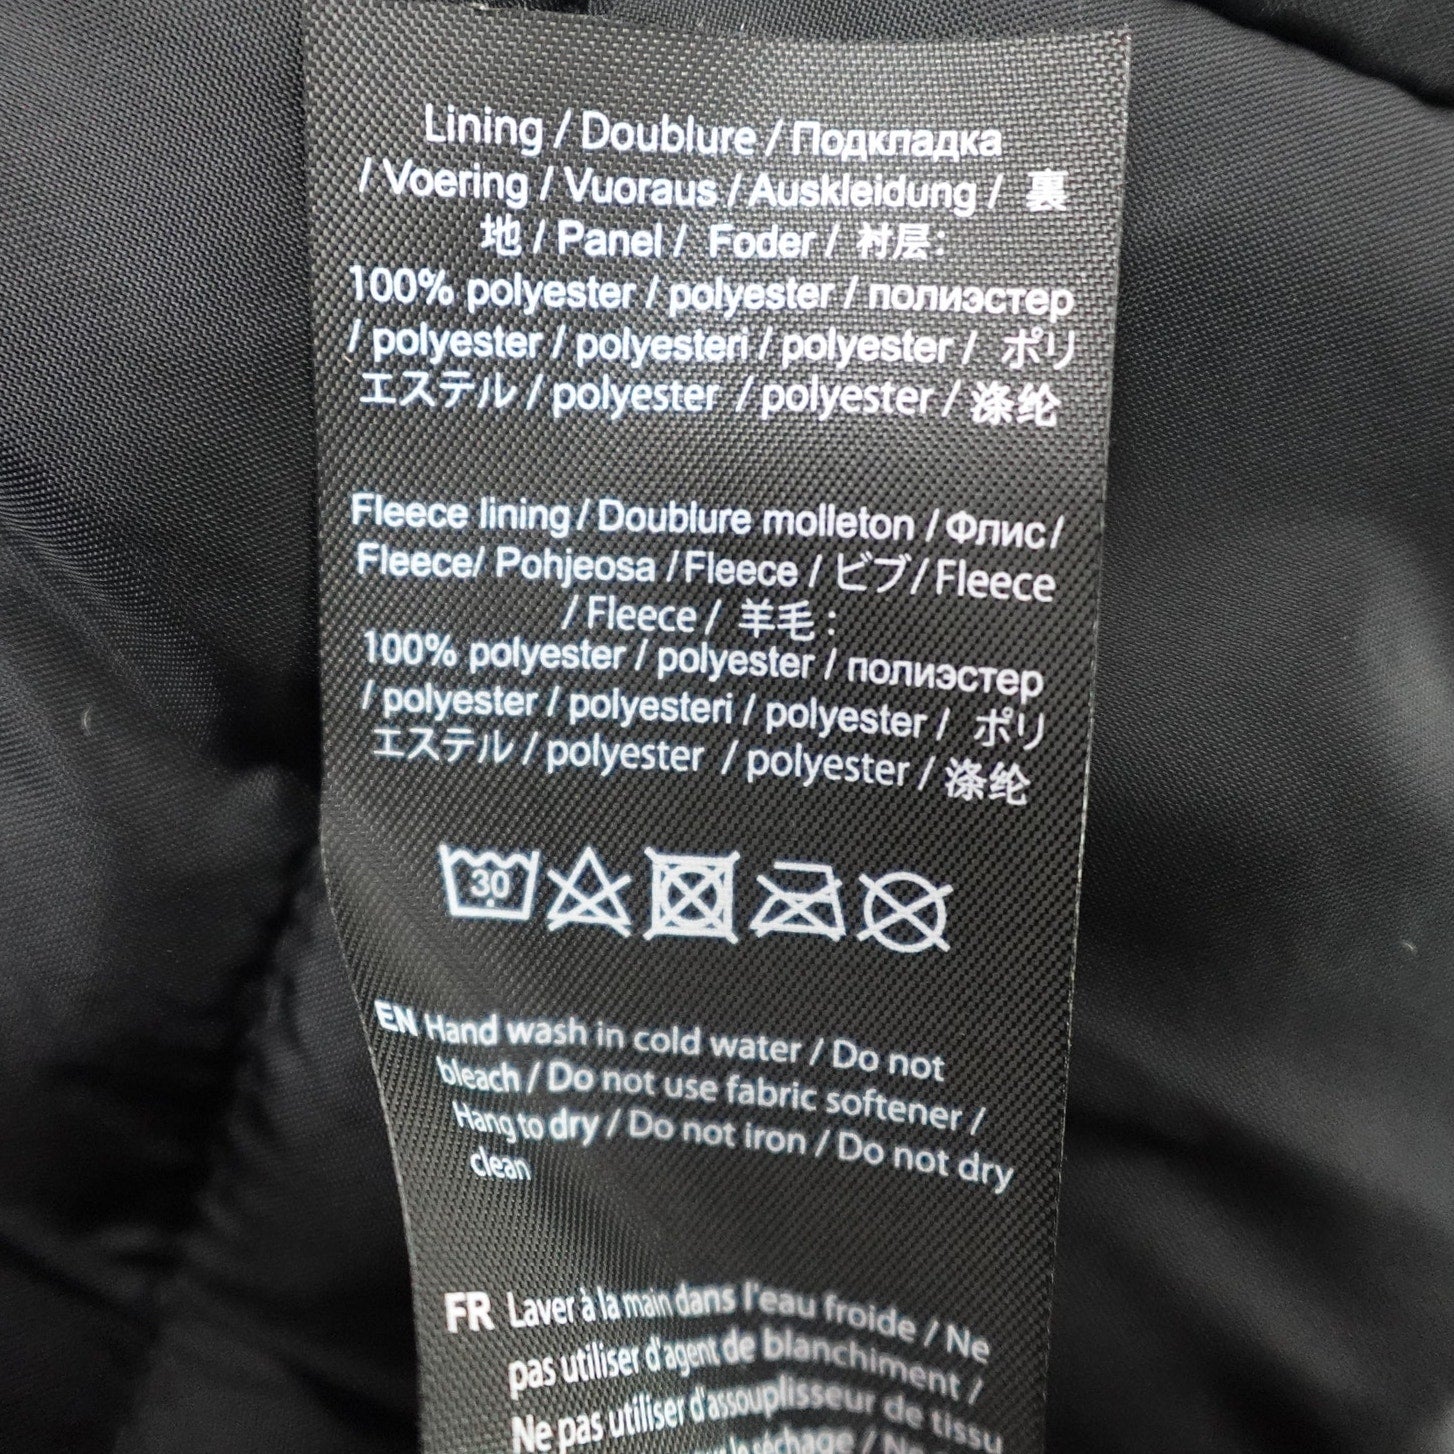 Lining / Doublure / Подкладка
/ Voering / Vuoraus / Auskleidung / 裏
地 / Panel / Foder / 衬层:
100% polyester / polyester / полиэстер
/ polyester / polyesteri / polyester / ポリ
エステル / polyester / polyester / 涤纶
Fleece lining / Doublure molleton / Флис /
Fleece/ Pohjeosa / Fleece / ビブ / Fleece
/ Fleece / 羊毛 :
100% polyester / polyester / полиэстер
/ polyester / polyesteri / polyester / ポリ
エステル / polyester / polyester / 涤纶
30
EN Hand wash in cold water / Do not
bleach / Do not use fabric softener /
Hang to dry / Do not iron / Do not dry
clean
FR Laver à la main dans l'eau froide / Ne
pas utiliser d'agent de blanchiment /
Ne pas utiliser d'assouplisseur de tissu
séchage / Ne